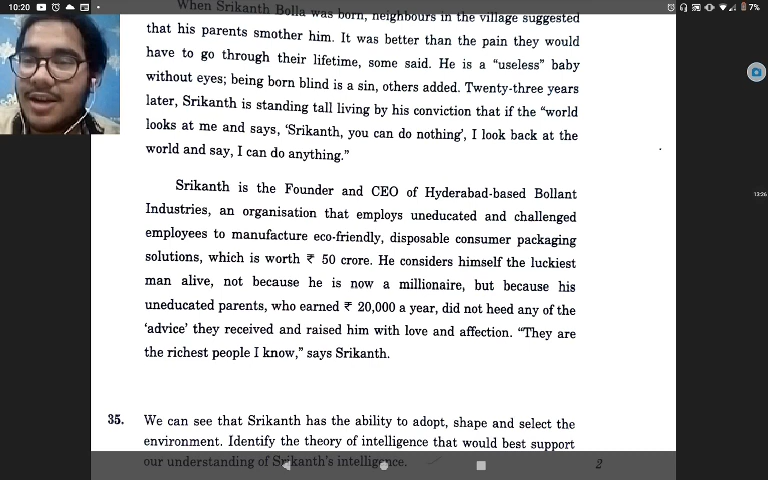 10:20
7%
When Srikanth Bolla was born, neighbours in the village suggested
that his parents smother him. It was better than the pain they would
have to go through their lifetime, some said. He is a “useless” baby
without eyes; being born blind is a sin, others added. Twenty-three years
later, Srikanth is standing tall living by his conviction that if the “world
looks at me and says, ‘Srikanth, you can do nothing’, I look back at the
world and say, I can do anything.”
13:26
Srikanth is the Founder and CEO of Hyderabad-based Bollant
Industries, an organisation that employs uneducated and challenged
employees to manufacture eco-friendly, disposable consumer packaging
solutions, which is worth ₹ 50 crore. He considers himself the luckiest
man alive, not because he is now a millionaire, but because his
uneducated parents, who earned ₹ 20,000 a year, did not heed any of the
‘advice’ they received and raised him with love and affection. “They are
the richest people I know,” says Srikanth.
35. We can see that Srikanth has the ability to adopt, shape and select the
environment. Identify the theory of intelligence that would best support
our understanding of Srikanth’s intelligence.
2